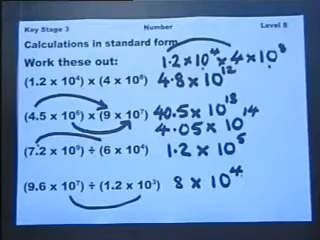 Key Stage 3 Number Level 8
Calculations in standard form
Work these out: 1.2 x 10⁴ x 4 x 10⁸
(1.2 x 10⁴) x (4 x 10⁸) 4.8 x 10¹²
(4.5 x 10⁶) x (9 x 10⁷) 40.5 x 10¹³
4.05 x 10¹⁴
(7.2 x 10⁹) ÷ (6 x 10⁴) 1.2 x 10⁵
(9.6 x 10⁷) ÷ (1.2 x 10³) 8 x 10⁴